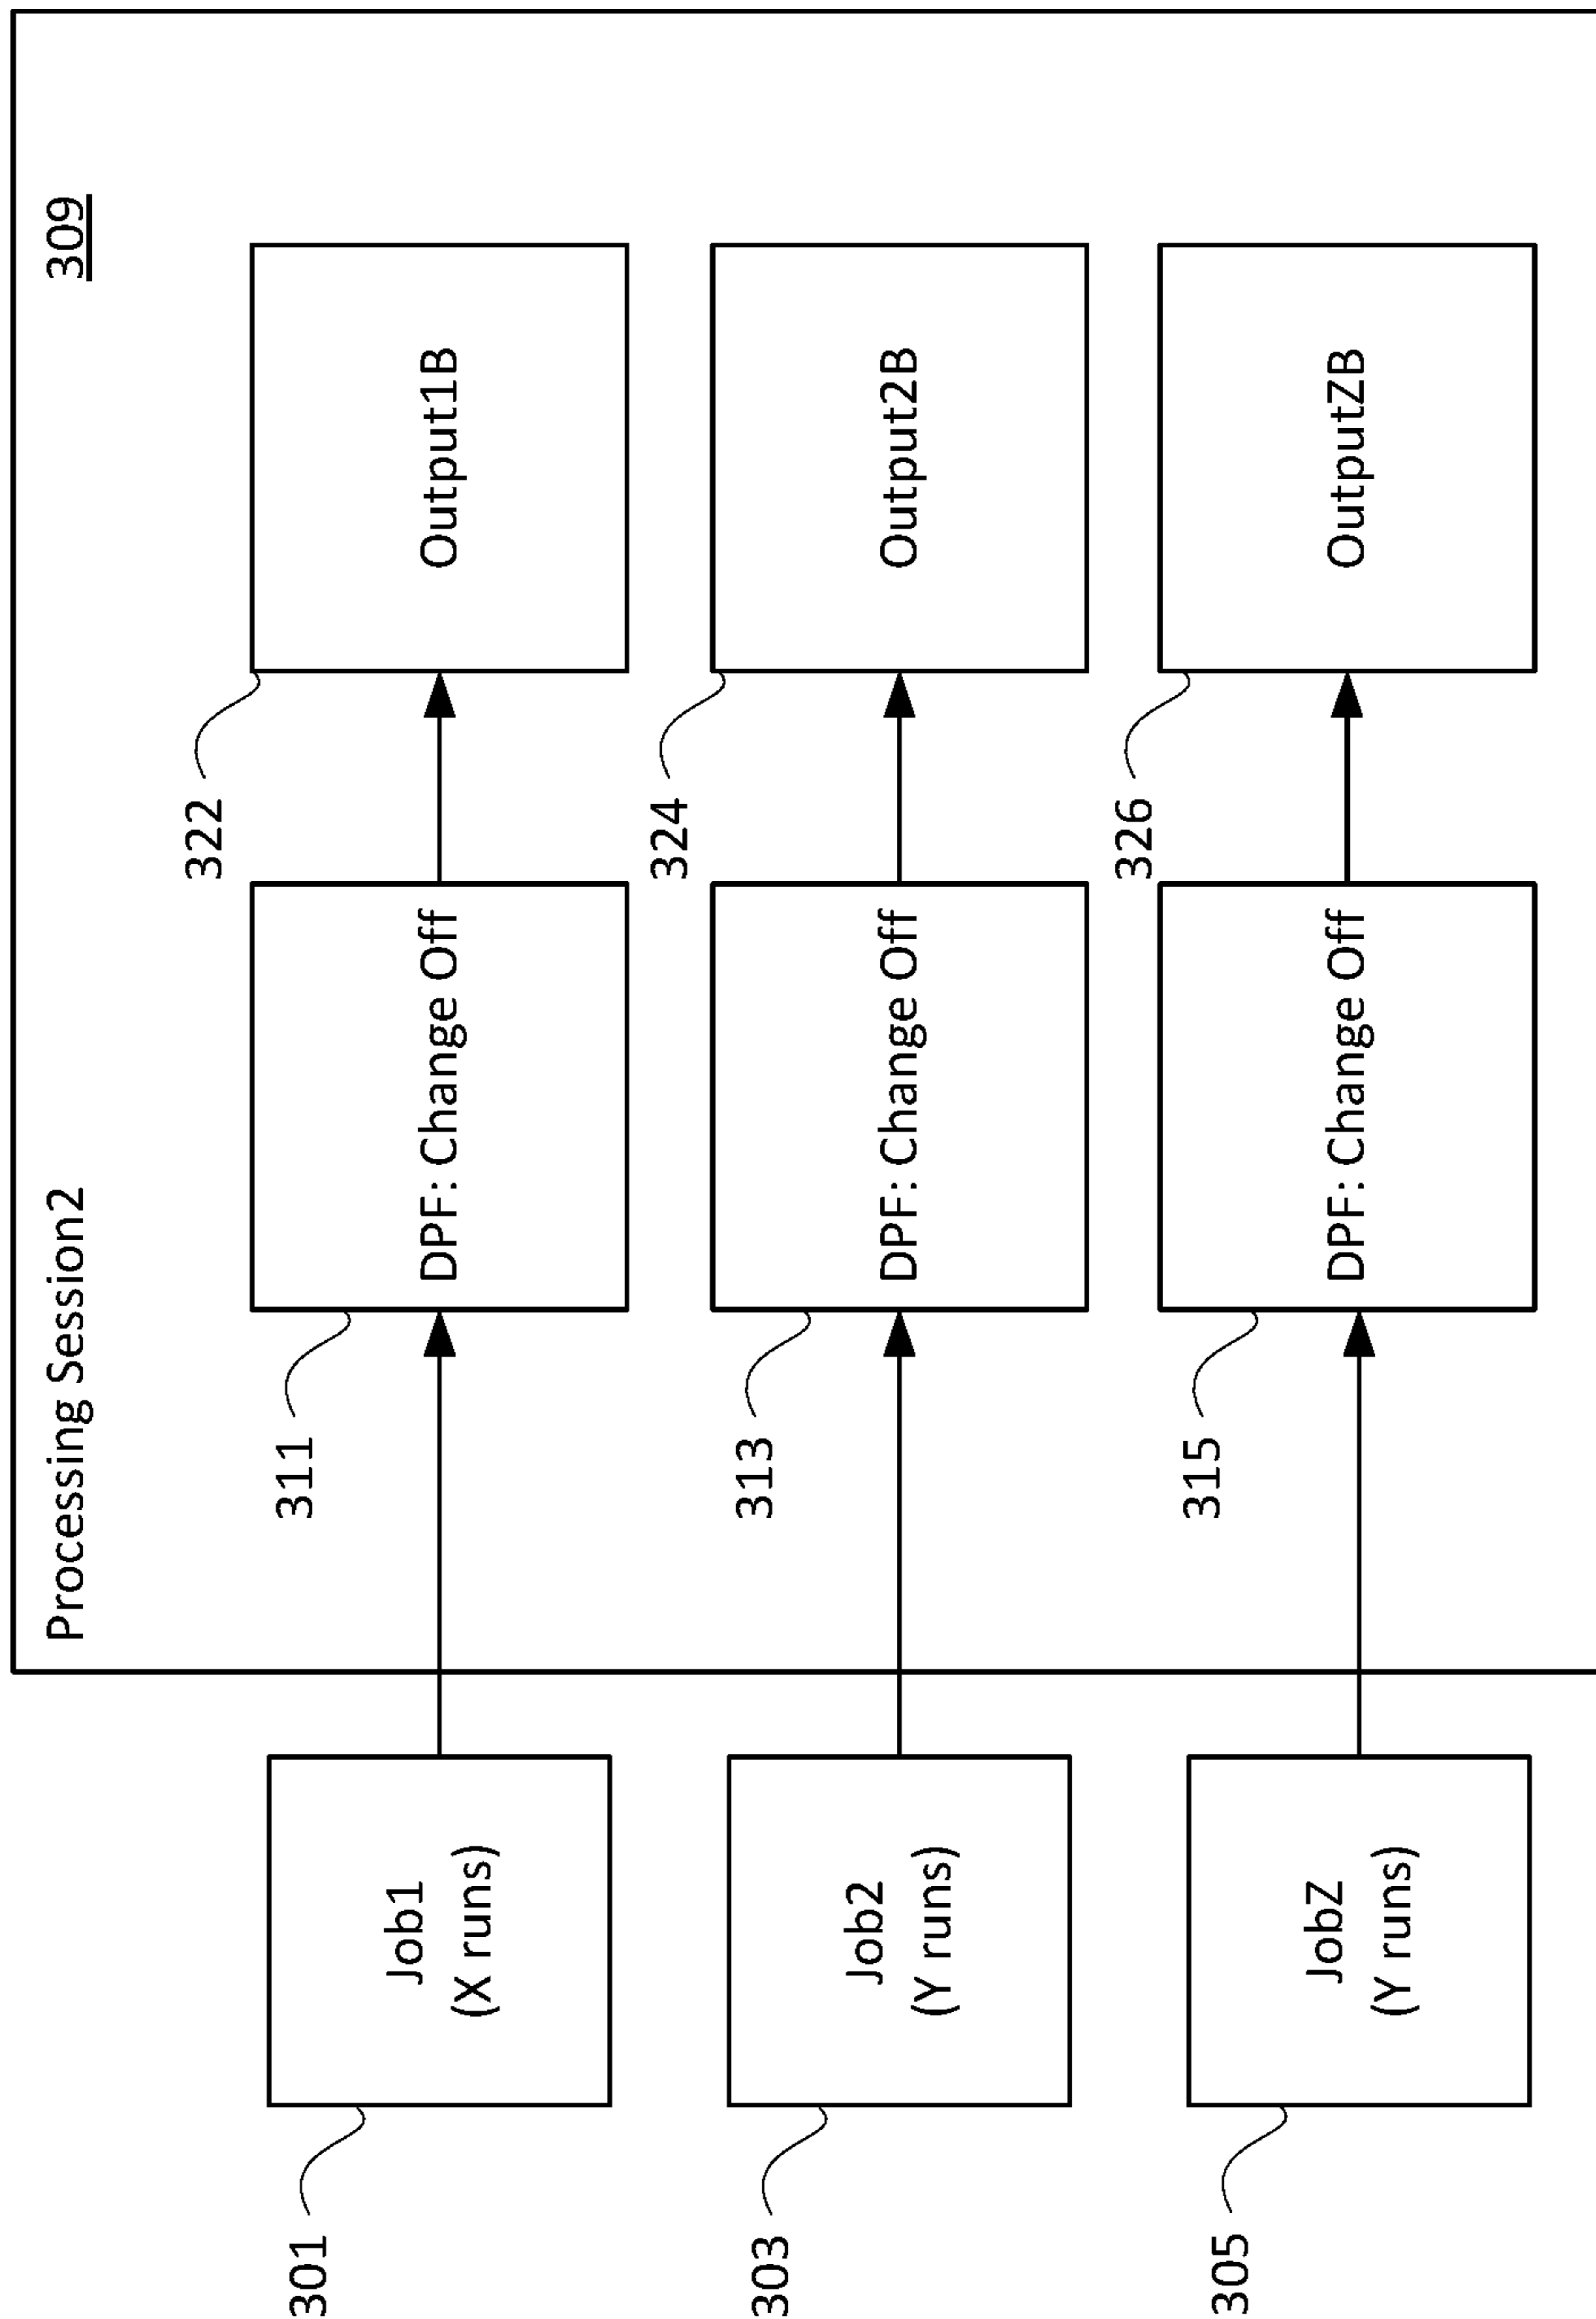 Processing Session2
309
301
Job1
(X runs)
311
DPF: Change Off
322
Output1B
303
Job2
(Y runs)
313
DPF: Change Off
324
Output2B
305
JobZ
(Y runs)
315
DPF: Change Off
326
OutputZB